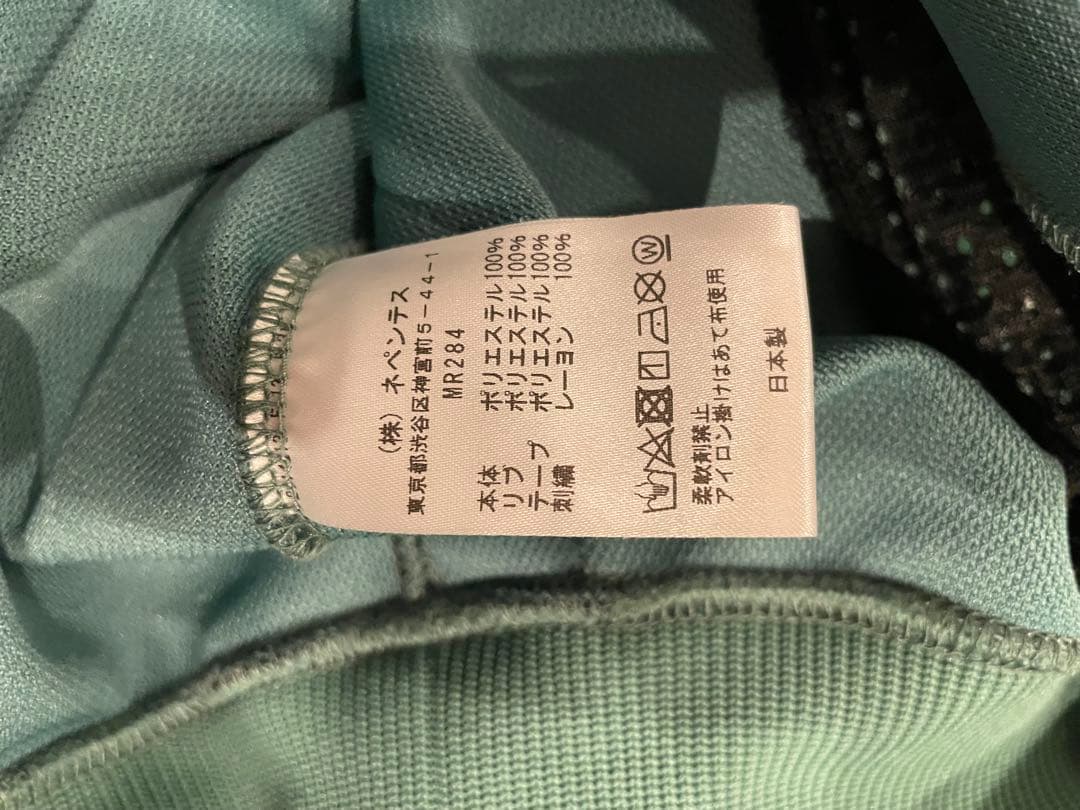 (株) ネペンテス
東京都渋谷区神宮前5-44-1
MR284
本体 ポリエステル100%
リブ ポリエステル100%
テープ ポリエステル100%
刺繍 レーヨン 100%
W
柔軟剤禁止
アイロン掛けはあて布使用
日本製